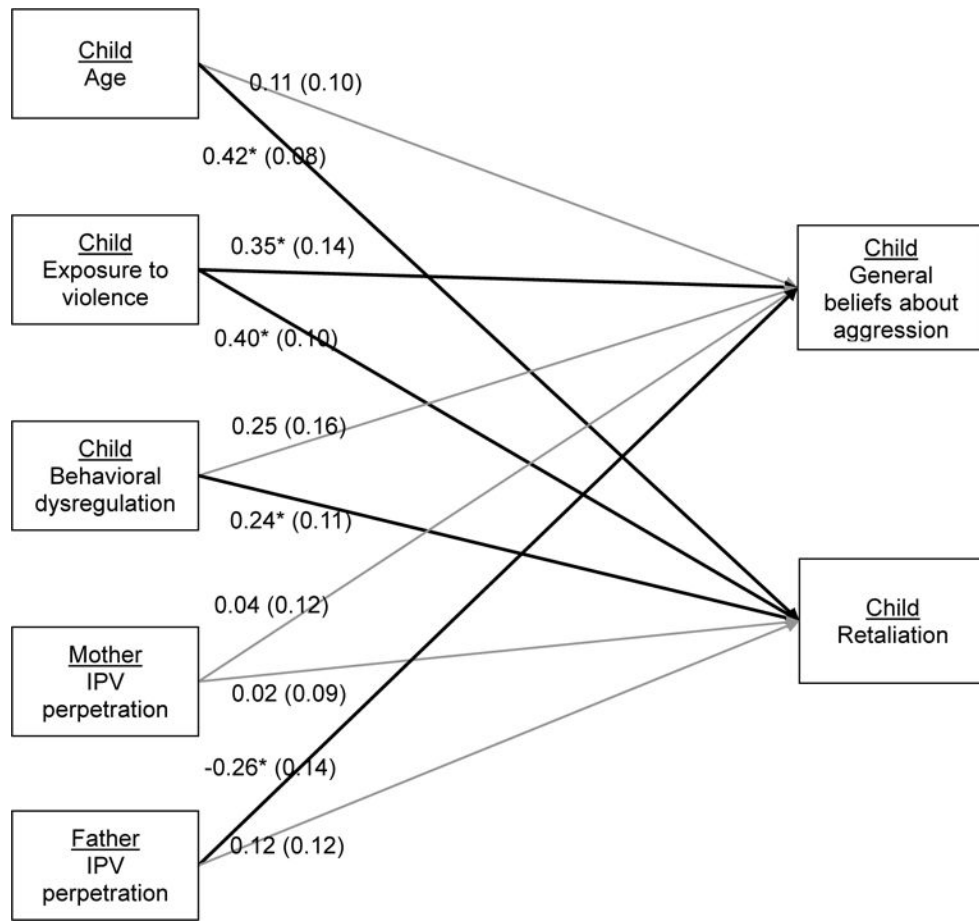 Child
Age
0.11 (0.10)
0.42* (0.08)
Child
Exposure to
violence
0.35* (0.14)
0.40* (0.10)
Child
General
beliefs about
aggression
Child
Behavioral
dysregulation
0.25 (0.16)
0.24* (0.11)
Child
Retaliation
Mother
IPV
perpetration
0.04 (0.12)
0.02 (0.09)
Father
IPV
perpetration
-0.26* (0.14)
0.12 (0.12)